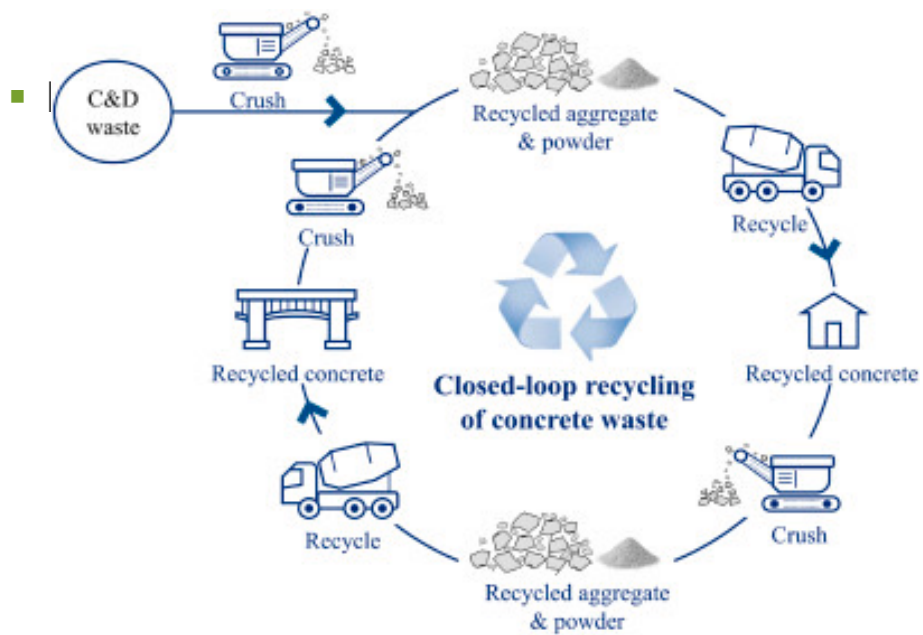 C&D
waste
Crush
Recycled aggregate
& powder
Crush
Recycle
Closed-loop recycling
of concrete waste
Recycled concrete
Recycled concrete
Crush
Recycle
Recycled aggregate
& powder